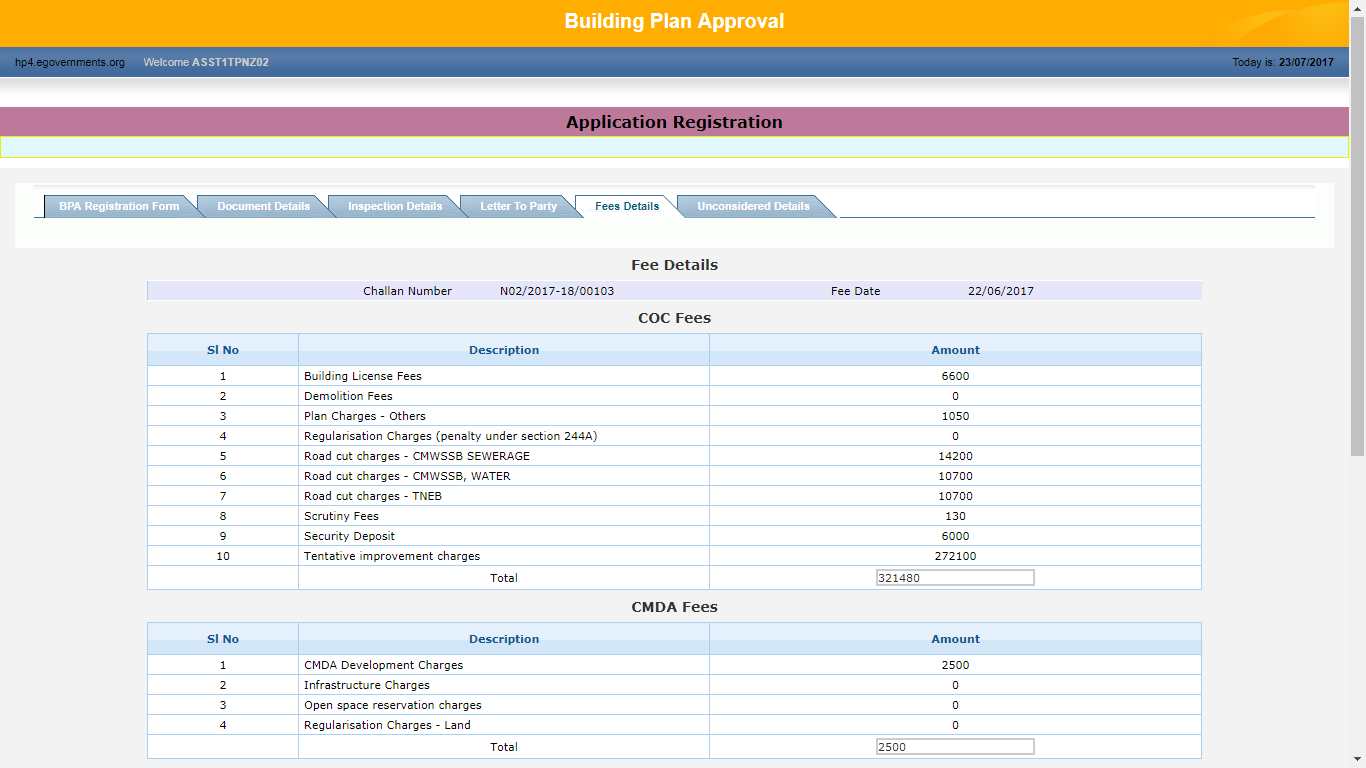 Building Plan Approval
hp4.egovernments.org Welcome ASST1TPNZ02 Today is: 23/07/2017
Application Registration
BPA Registration Form Document Details Inspection Details Letter To Party Fees Details Unconsidered Details
Fee Details
Challan Number N02/2017-18/00103 Fee Date 22/06/2017
COC Fees
Sl No Description Amount
1 Building License Fees 6600
2 Demolition Fees 0
3 Plan Charges - Others 1050
4 Regularisation Charges (penalty under section 244A) 0
5 Road cut charges - CMWSSB SEWERAGE 14200
6 Road cut charges - CMWSSB, WATER 10700
7 Road cut charges - TNEB 10700
8 Scrutiny Fees 130
9 Security Deposit 6000
10 Tentative improvement charges 272100
Total 321480
CMDA Fees
Sl No Description Amount
1 CMDA Development Charges 2500
2 Infrastructure Charges 0
3 Open space reservation charges 0
4 Regularisation Charges - Land 0
Total 2500